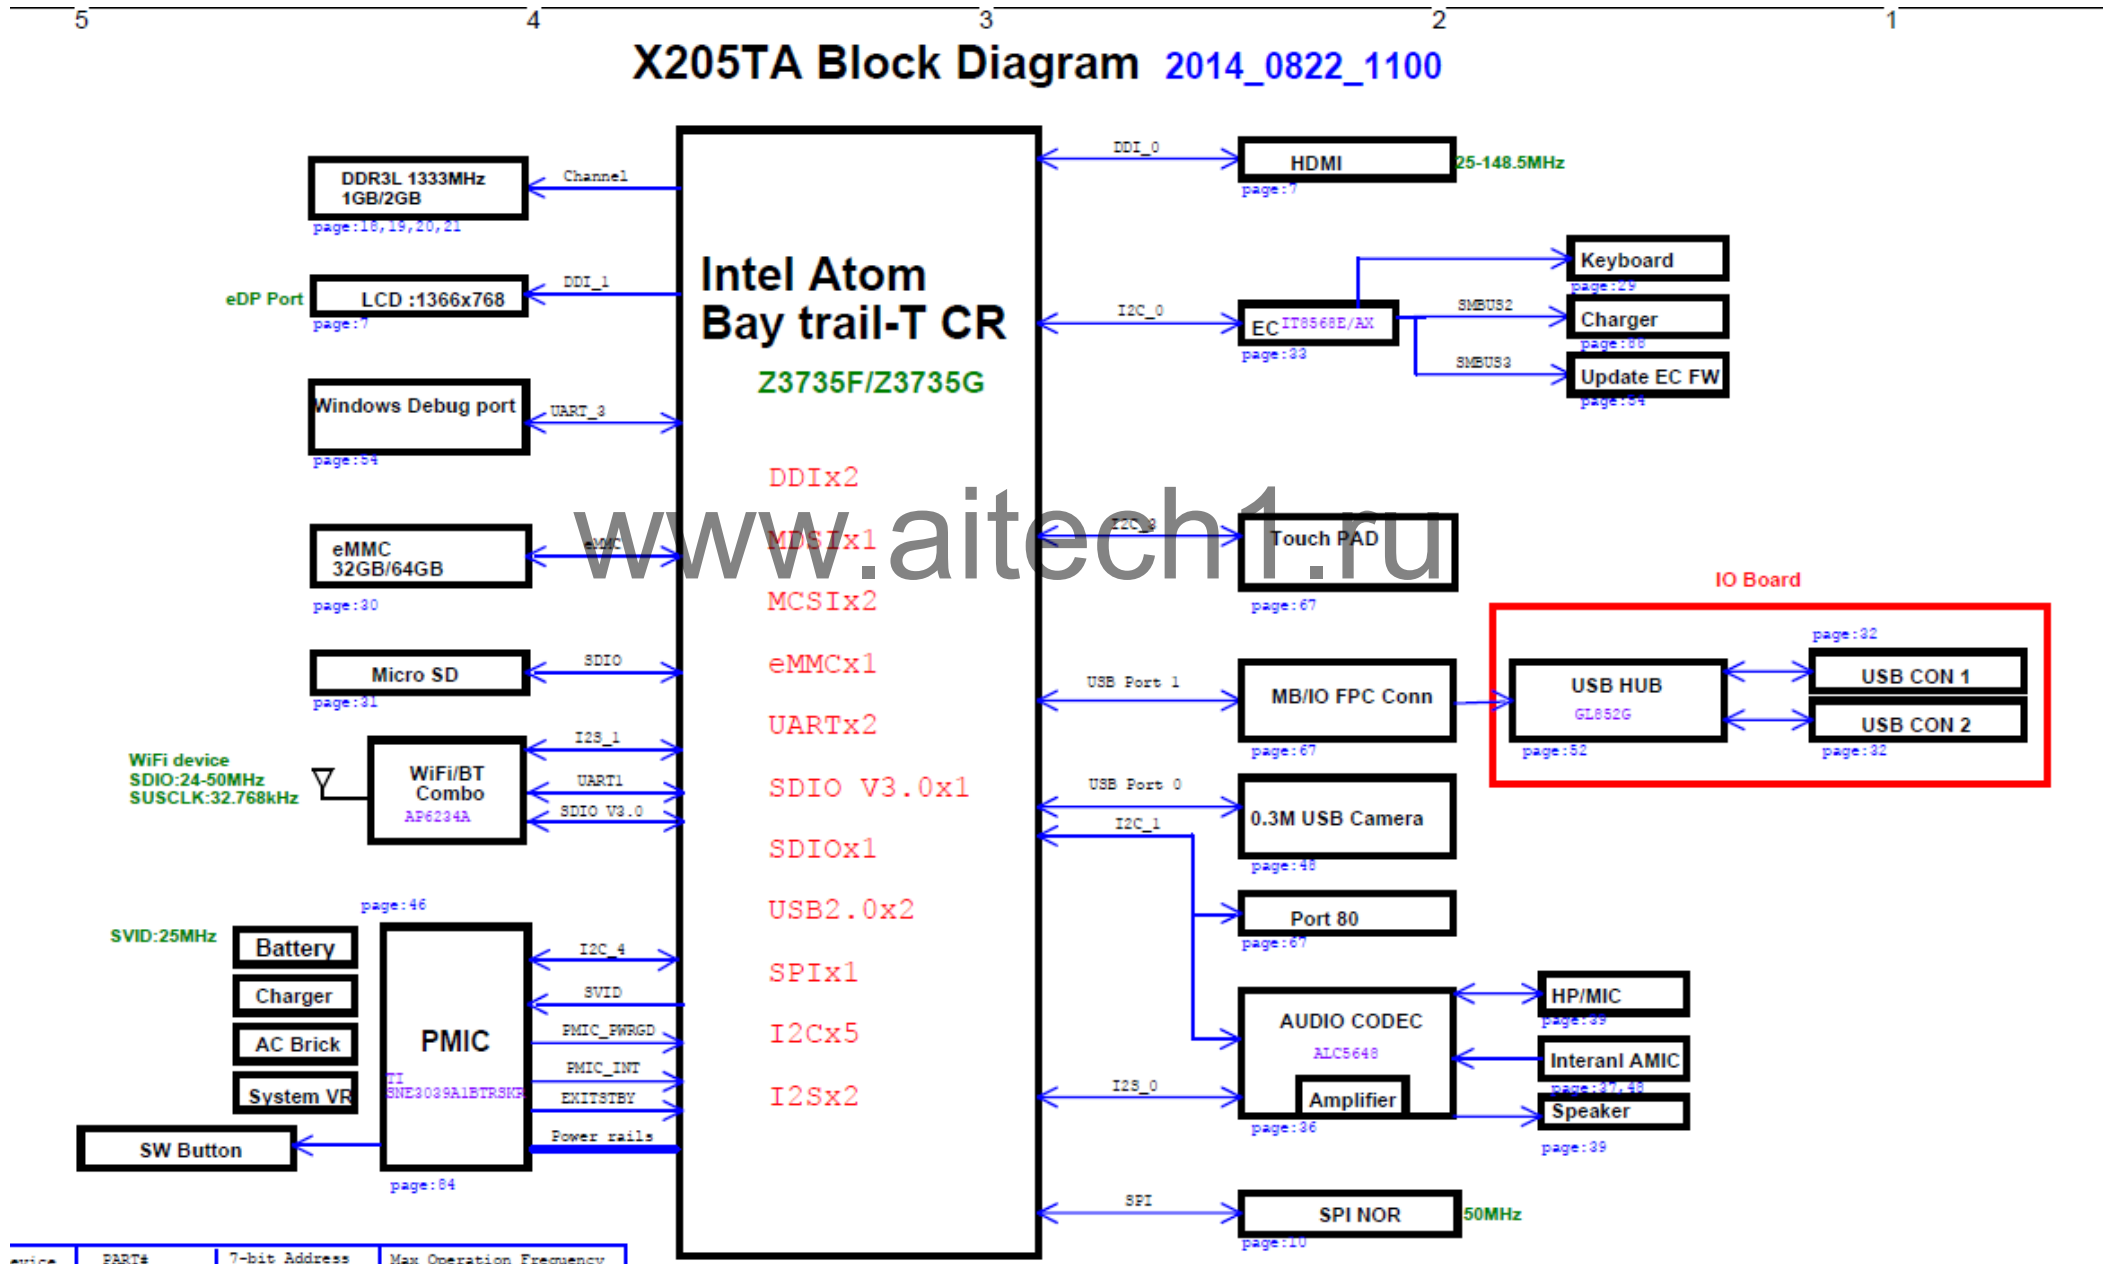 5 4 3 2 1
X205TA Block Diagram 2014_0822_1100
DDR3L 1333MHz
1GB/2GB
page:18,19,20,21
Channel
eDP Port
LCD :1366x768
page:7
DDI_1
Windows Debug port
page:54
UART_3
eMMC
32GB/64GB
page:30
eMMC
Micro SD
page:31
SDIO
WiFi device
SDIO:24-50MHz
SUSCLK:32.768kHz
WiFi/BT
Combo
AP6234A
I2S_1
UART1
SDIO V3.0
page:46
SVID:25MHz
Battery
Charger
AC Brick
System VR
SW Button
PMIC
TI
SNE3039A1BTRSKR
page:84
I2C_4
SVID
PMIC_PWRGD
PMIC_INT
EXITSTBY
Power rails
Intel Atom
Bay trail-T CR
Z3735F/Z3735G
DDIx2
MDSIx1
MCSIx2
eMMCx1
UARTx2
SDIO V3.0x1
SDIOx1
USB2.0x2
SPIx1
I2Cx5
I2Sx2
www.aitech1.ru
DDI_0
HDMI
25-148.5MHz
page:7
I2C_0
EC IT8568E/AX
page:33
Keyboard
page:29
SMBUS2
Charger
page:88
SMBUS3
Update EC FW
page:54
I2C_3
Touch PAD
page:67
USB Port 1
MB/IO FPC Conn
page:67
IO Board
USB HUB
GL852G
page:52
page:32
USB CON 1
USB CON 2
page:32
USB Port 0
0.3M USB Camera
page:48
I2C_1
Port 80
page:67
AUDIO CODEC
ALC5648
Amplifier
page:36
I2S_0
HP/MIC
page:39
Interanl AMIC
page:37,48
Speaker
page:39
SPI
SPI NOR
50MHz
page:10
PART# 7-bit Address Max Operation Frequency